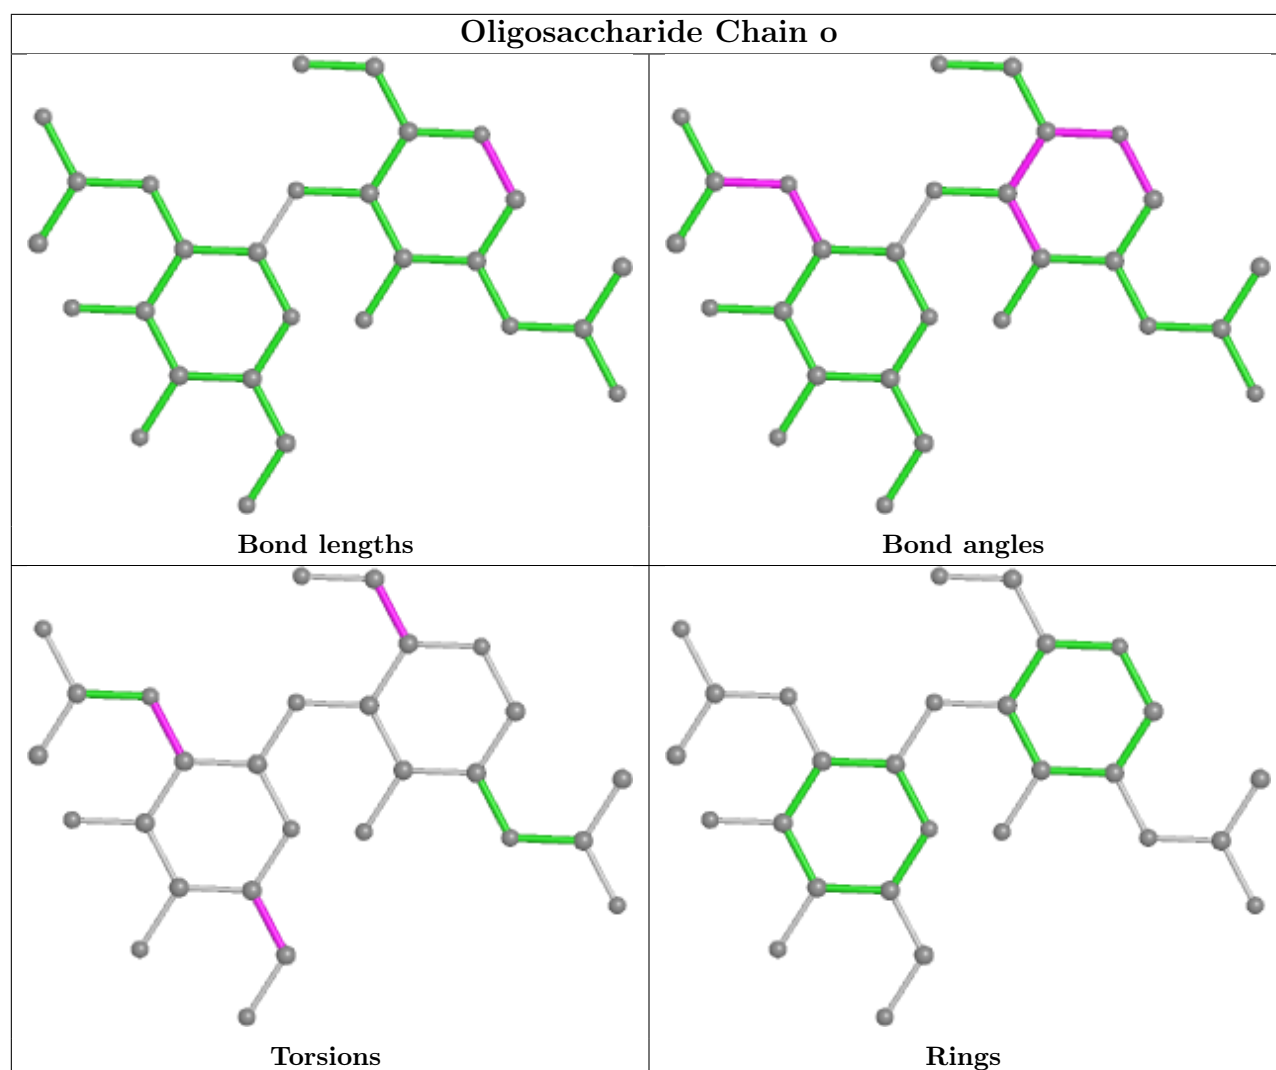 Oligosaccharide Chain o
Bond lengths
Bond angles
Torsions
Rings